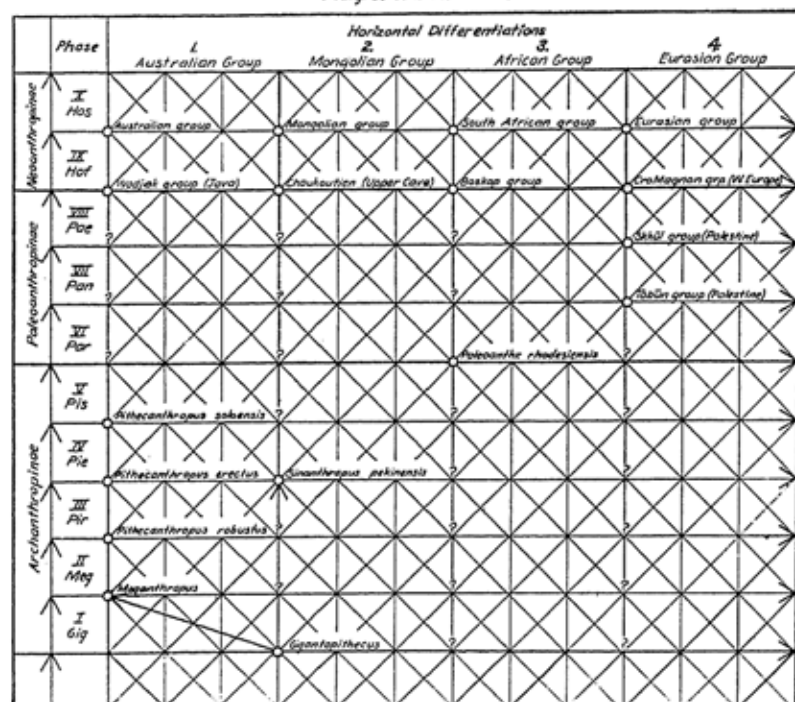 Horizontal Differentiations
Phase
1.
Australian Group
2.
Mongolian Group
3.
African Group
4.
Eurasian Group
Neoanthropinae
X
Hos
Australian group
Mongolian group
South African group
Eurasian group
IX
Hof
Wadjak group (Java)
Choukoutien (Upper Cave)
Boskop group
CroMagnon grp (W.Europe)
Paleoanthropinae
VIII
Pae
?
?
?
Skhūl group (Palestine)
VII
Pan
?
?
?
Tabūn group (Palestine)
VI
Par
?
?
Paleoanthr rhodesiensis
?
Archanthropinae
V
Pis
Pithecanthropus soloensis
?
?
?
IV
Pie
Pithecanthropus erectus
Sinanthropus pekinensis
?
?
III
Pir
Pithecanthropus robustus
?
?
?
II
Meg
Meganthropus
?
?
?
I
Gig
Gigantopithecus
?
?